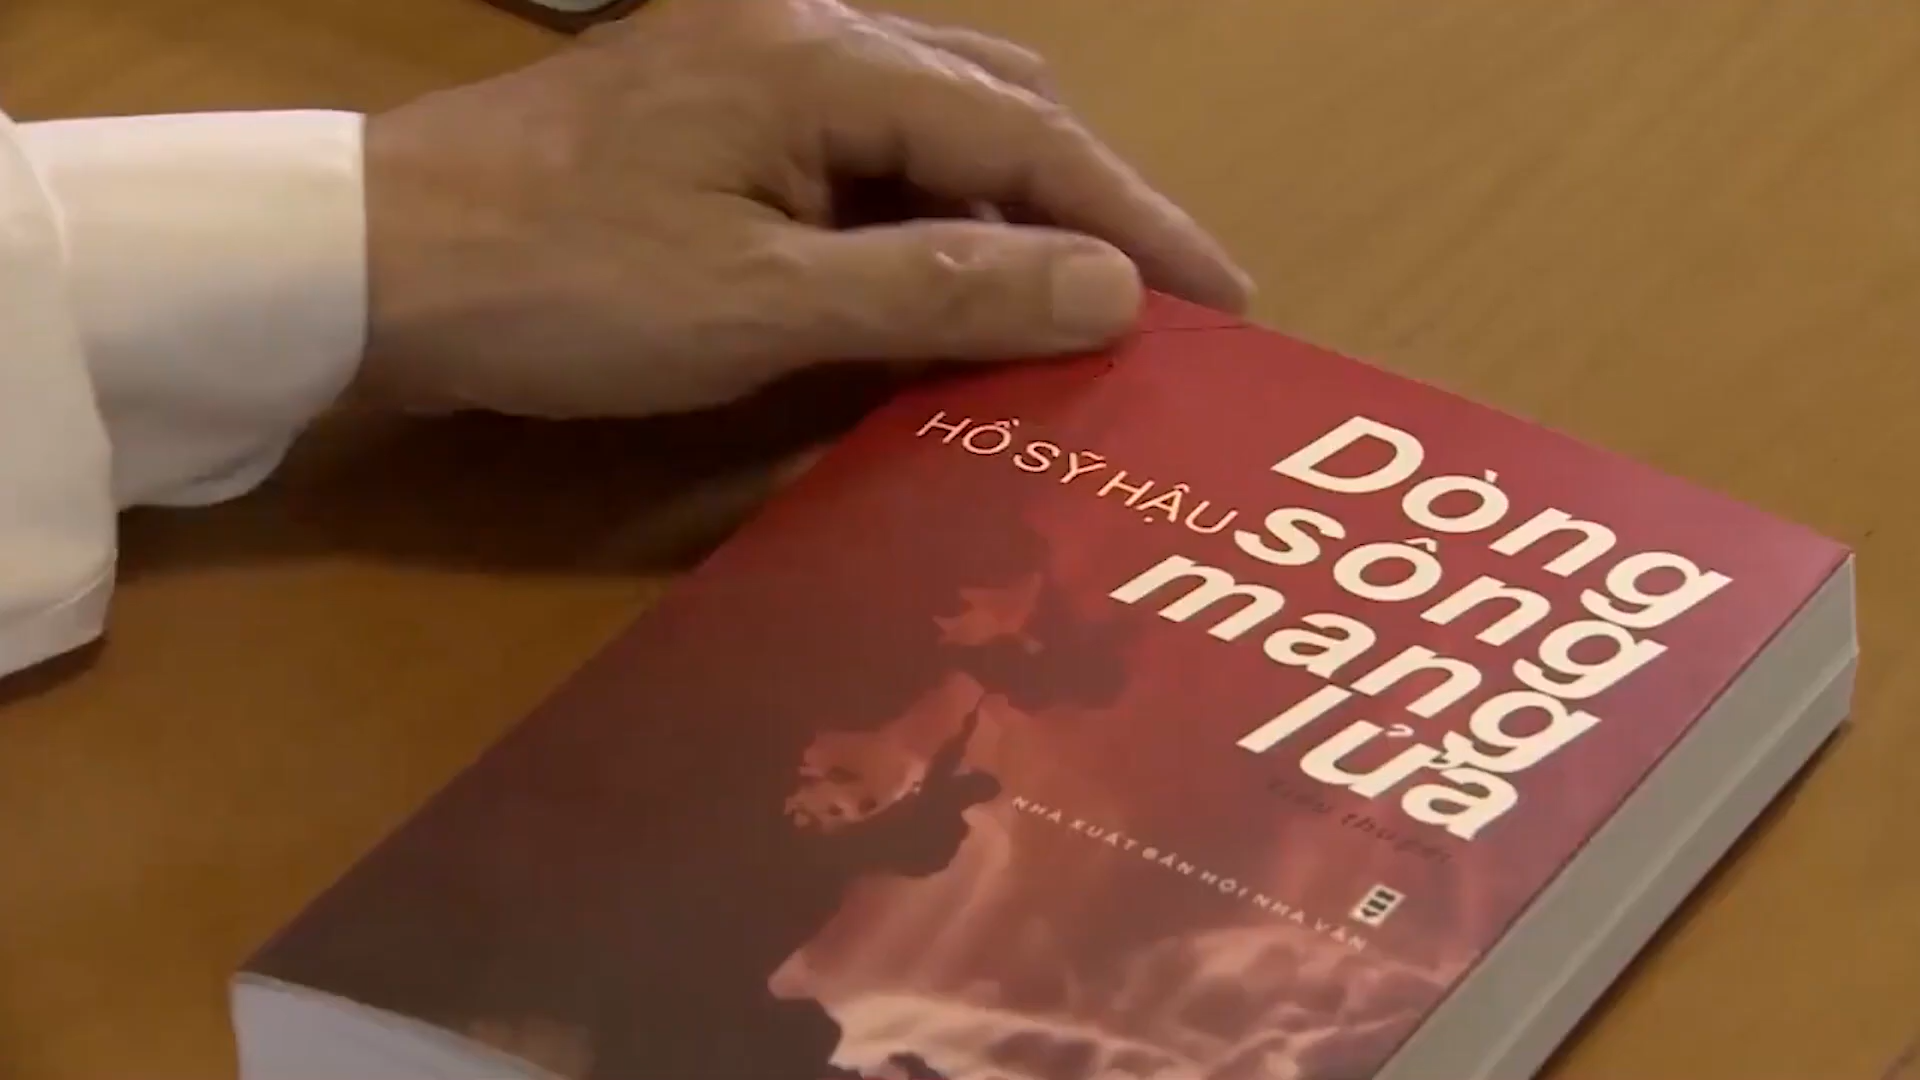 HỒ SỸ HẬU
Dòng
sông
mang
lửa
Tiểu thuyết
NHÀ XUẤT BẢN HỘI NHÀ VĂN